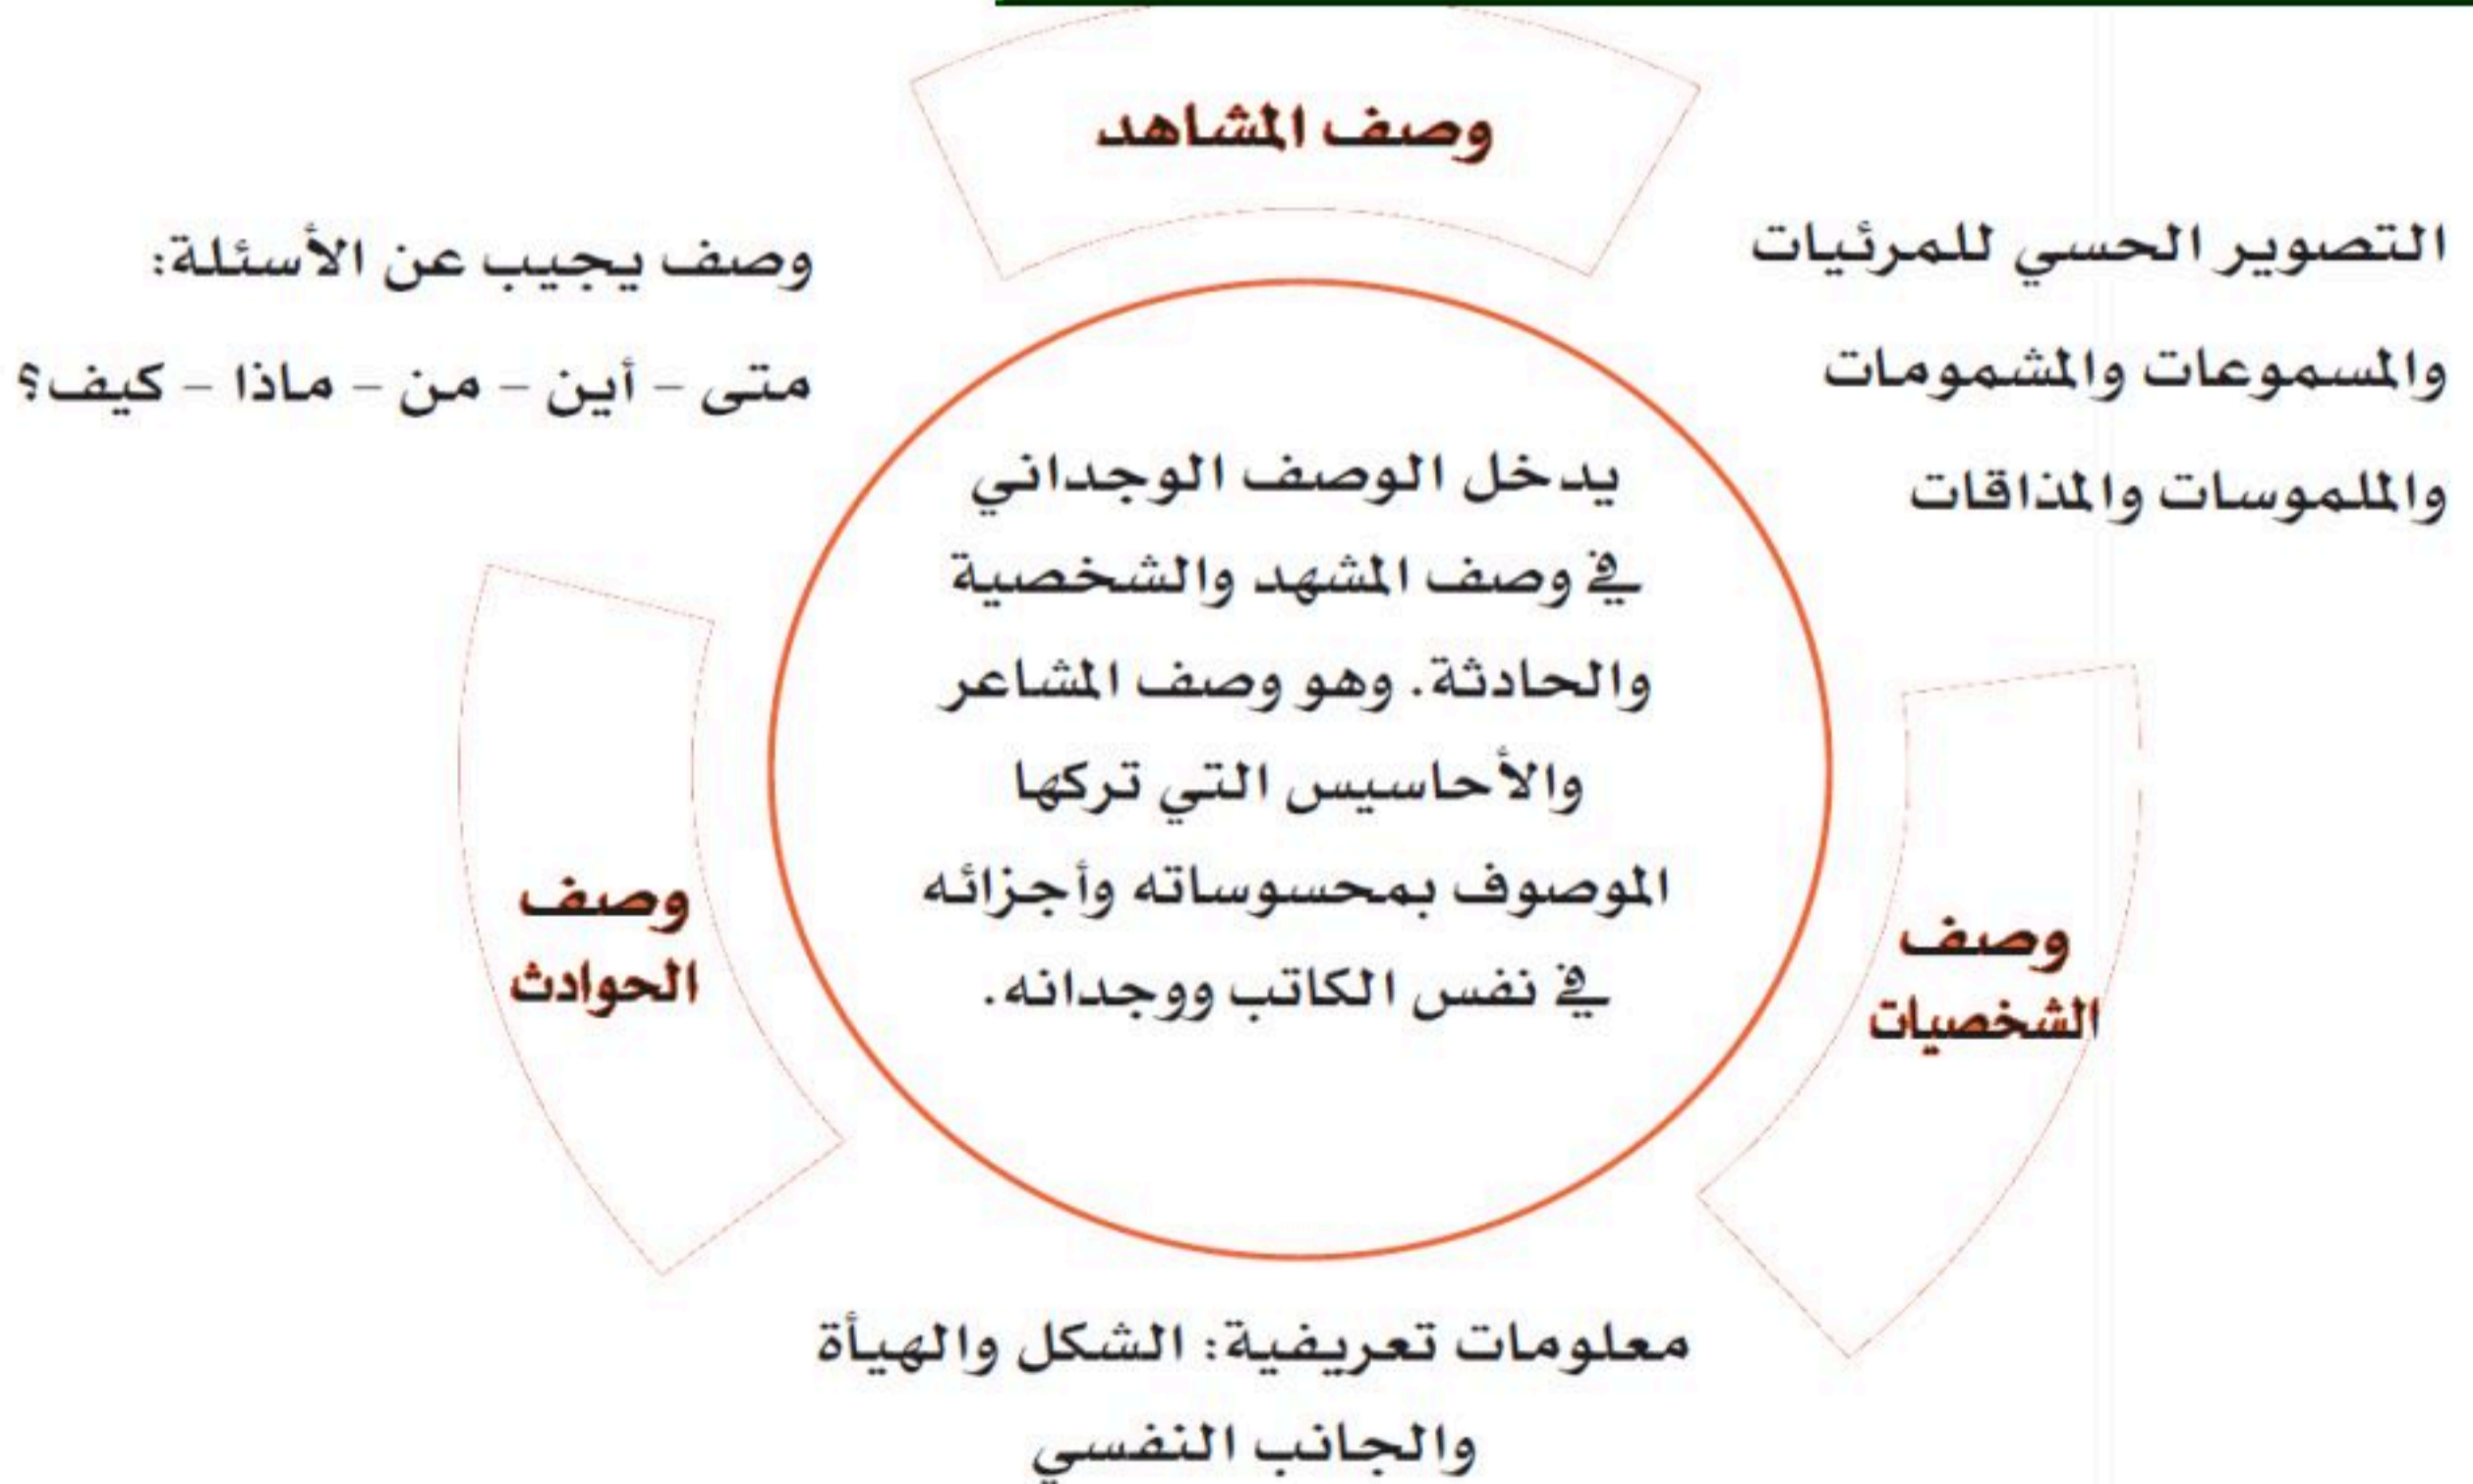 وصف المشاهد
التصوير الحسي للمرئيات
والمسموعات والمشمومات
والملموسات والمذاقات
وصف
الشخصيات
معلومات تعريفية: الشكل والهيأة
والجانب النفسي
وصف
الحوادث
وصف يجيب عن الأسئلة:
متى - أين - من - ماذا - كيف؟
يدخل الوصف الوجداني
في وصف المشهد والشخصية
والحادثة. وهو وصف المشاعر
والأحاسيس التي تركها
الموصوف بمحسوساته وأجزائه
في نفس الكاتب ووجدانه.